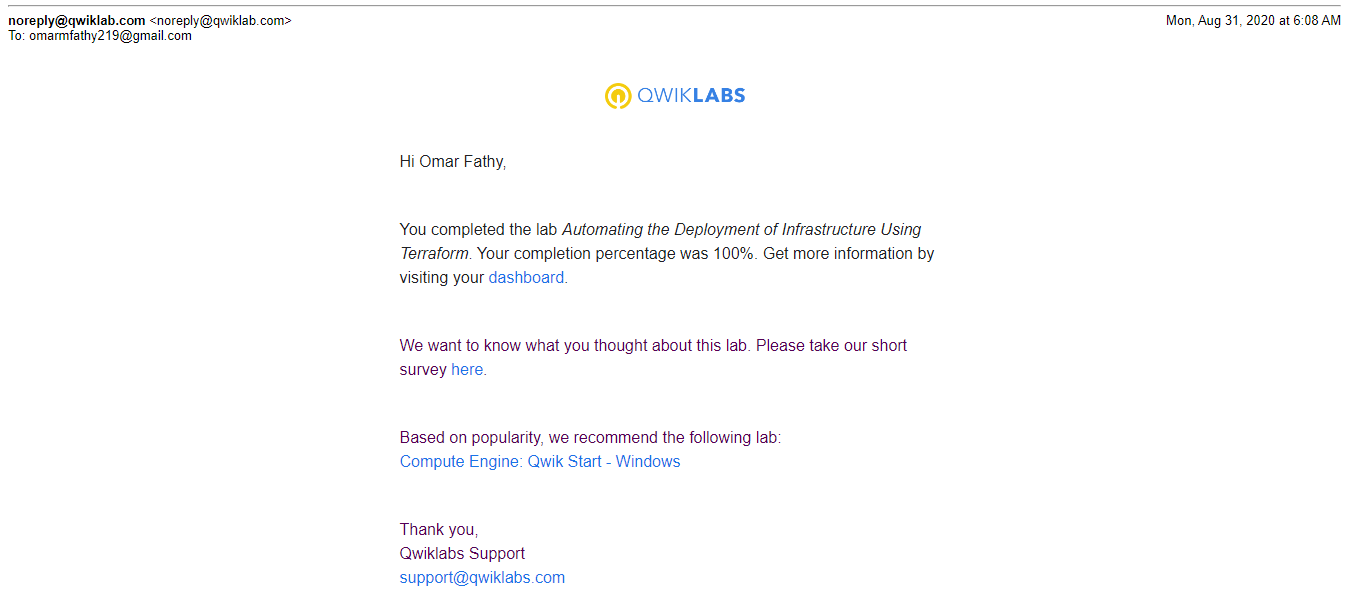 noreply@qwiklab.com <noreply@qwiklab.com>
Mon, Aug 31, 2020 at 6:08 AM
To: omarmfathy219@gmail.com
QWIKLABS
Hi Omar Fathy,
You completed the lab Automating the Deployment of Infrastructure Using
Terraform. Your completion percentage was 100%. Get more information by
visiting your dashboard.
We want to know what you thought about this lab. Please take our short
survey here.
Based on popularity, we recommend the following lab:
Compute Engine: Qwik Start - Windows
Thank you,
Qwiklabs Support
support@qwiklabs.com